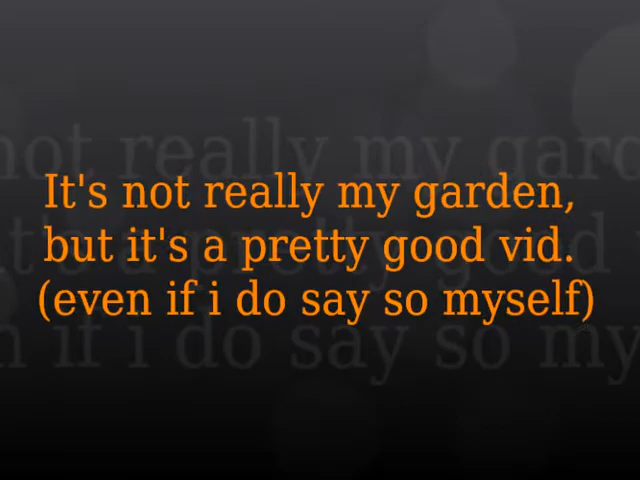 It's not really my garden,
but it's a pretty good vid.
(even if i do say so myself)